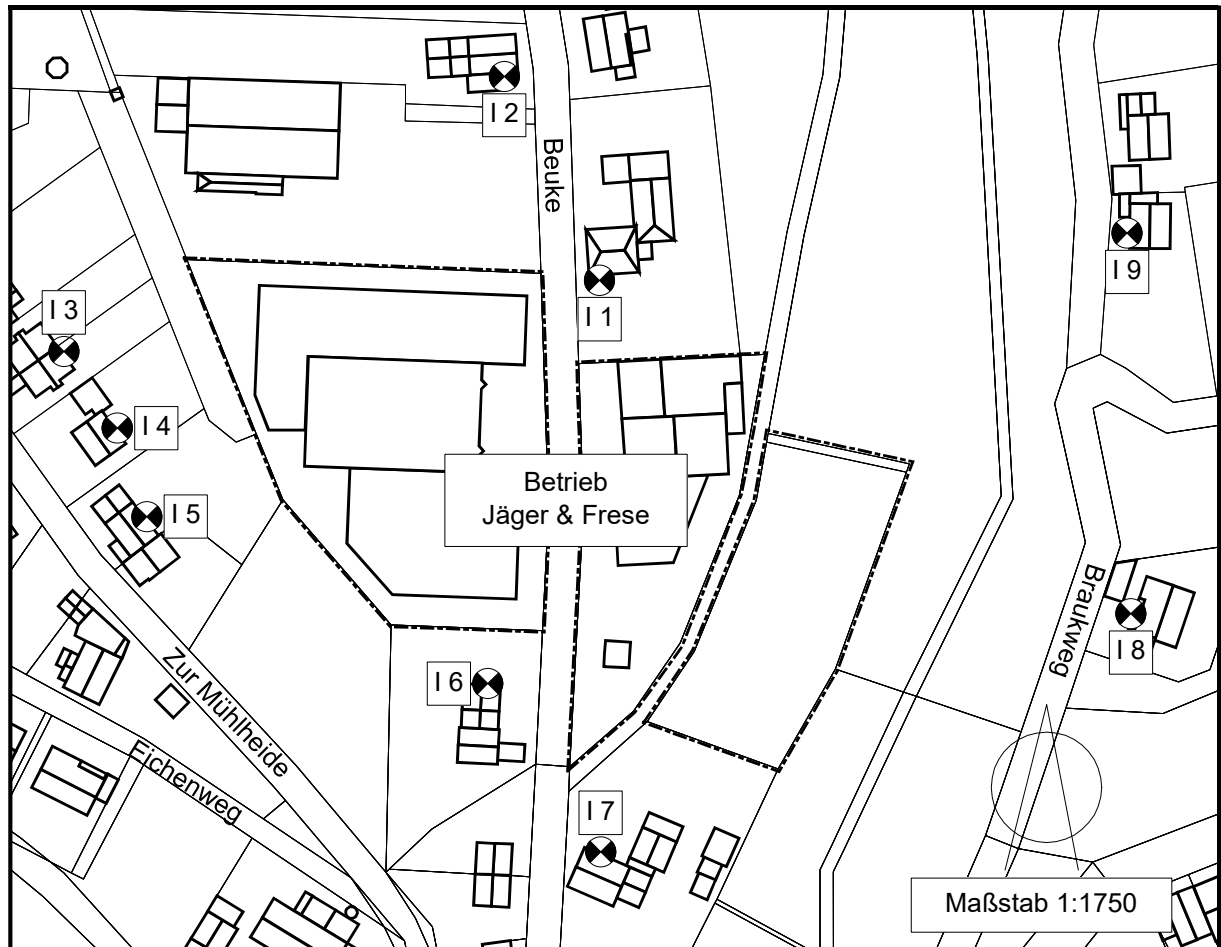 I 2
Beuke
I 9
I 3
I 1
I 4
Betrieb
Jäger & Frese
I 5
Braukweg
I 8
I 6
Zur Mühlheide
Eichenweg
I 7
Maßstab 1:1750